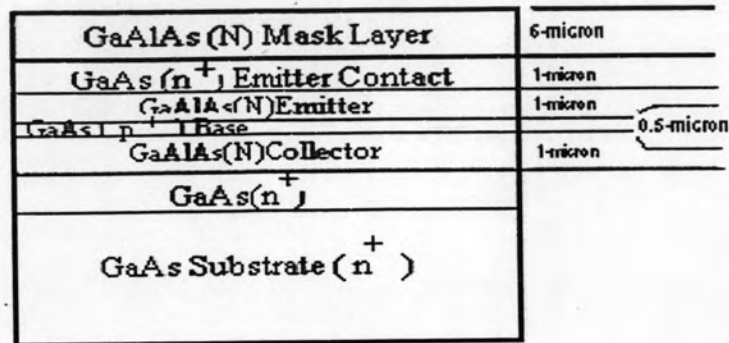 GaAlAs (N) Mask Layer
6-micron
GaAs (n+) Emitter Contact
1-micron
GaAlAs(N)Emitter
1-micron
GaAs ( p+ ) Base
0.5-micron
GaAlAs(N)Collector
1-micron
GaAs(n+)
GaAs Substrate ( n+ )